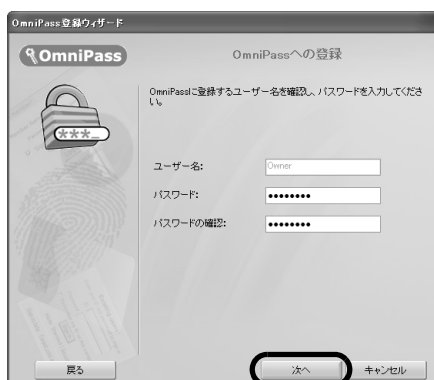 OmniPass登録ウィザード
OmniPass
OmniPassへの登録
OmniPassに登録するユーザー名を確認し、パスワードを入力してくださ
い。
***_
ユーザー名:
Owner
パスワード:
••••••••
パスワードの確認:
••••••••
戻る
次へ
キャンセル